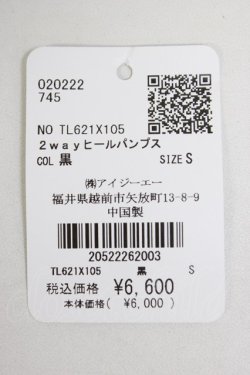 020222
745
NO TL621X105
2wayヒールパンプス
COL 黒 SIZE S
㈱アイジーエー
福井県越前市矢放町13-8-9
中国製
20522262003
TL621X105 黒 S
税込価格 ¥6,600
本体価格( ¥6,000 )